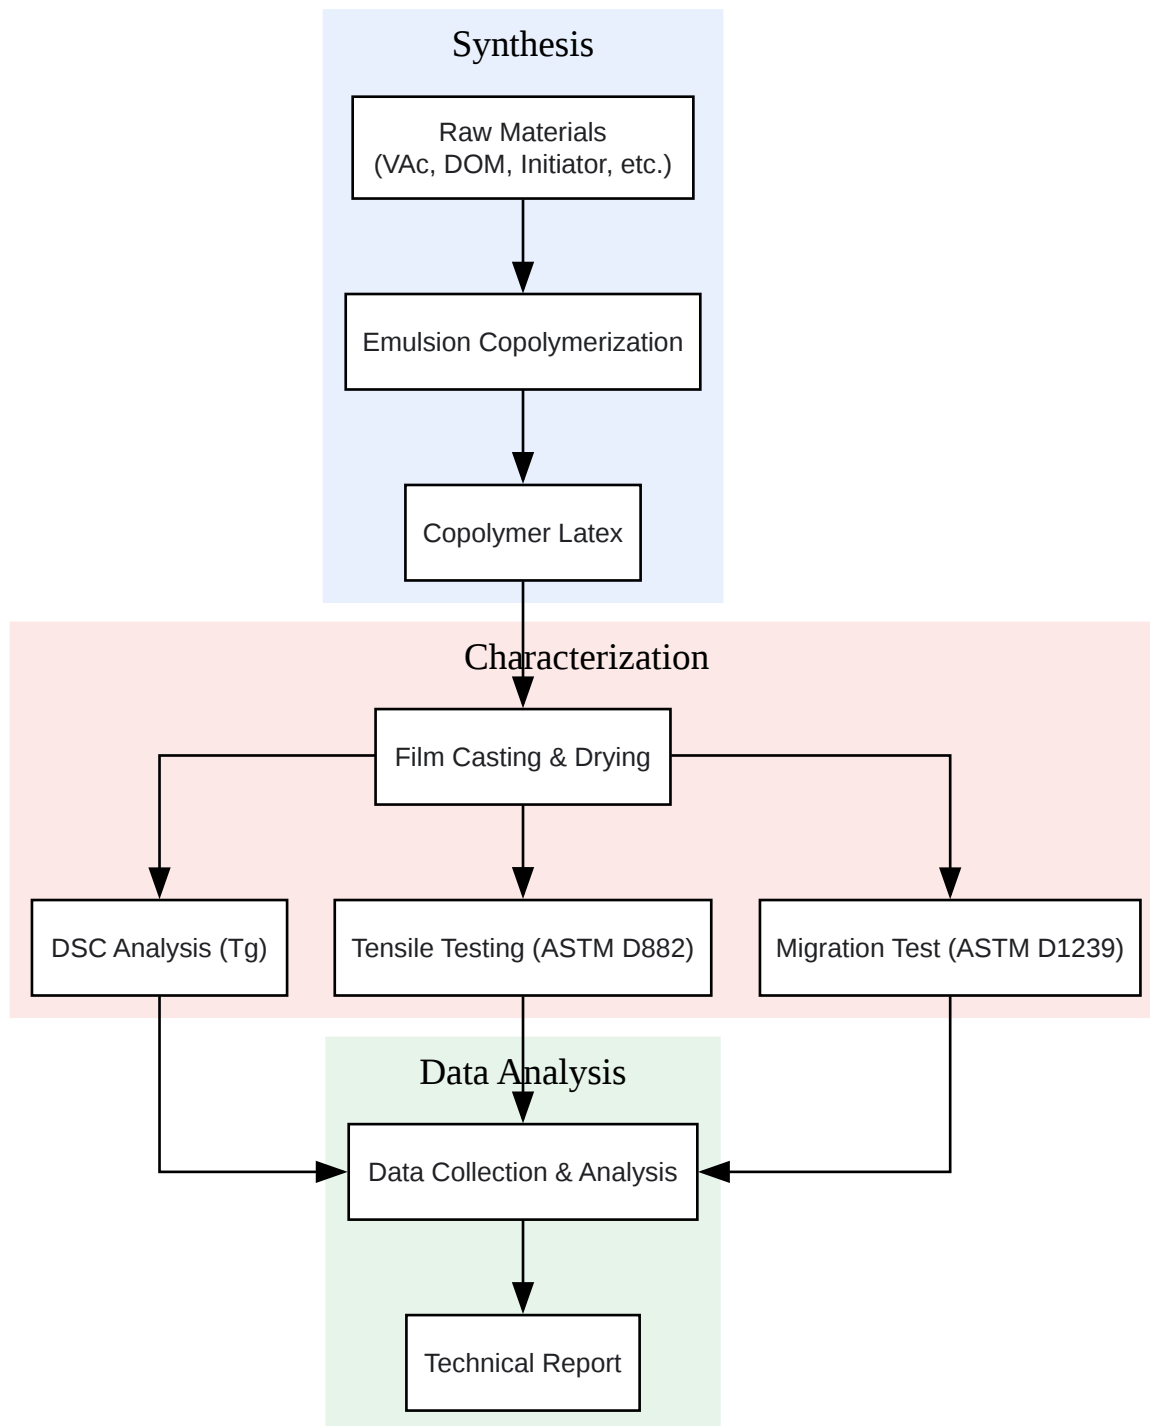 Synthesis
Raw Materials
(VAc, DOM, Initiator, etc.)
Emulsion Copolymerization
Copolymer Latex
Characterization
Film Casting & Drying
DSC Analysis (Tg)
Tensile Testing (ASTM D882)
Migration Test (ASTM D1239)
Data Analysis
Data Collection & Analysis
Technical Report